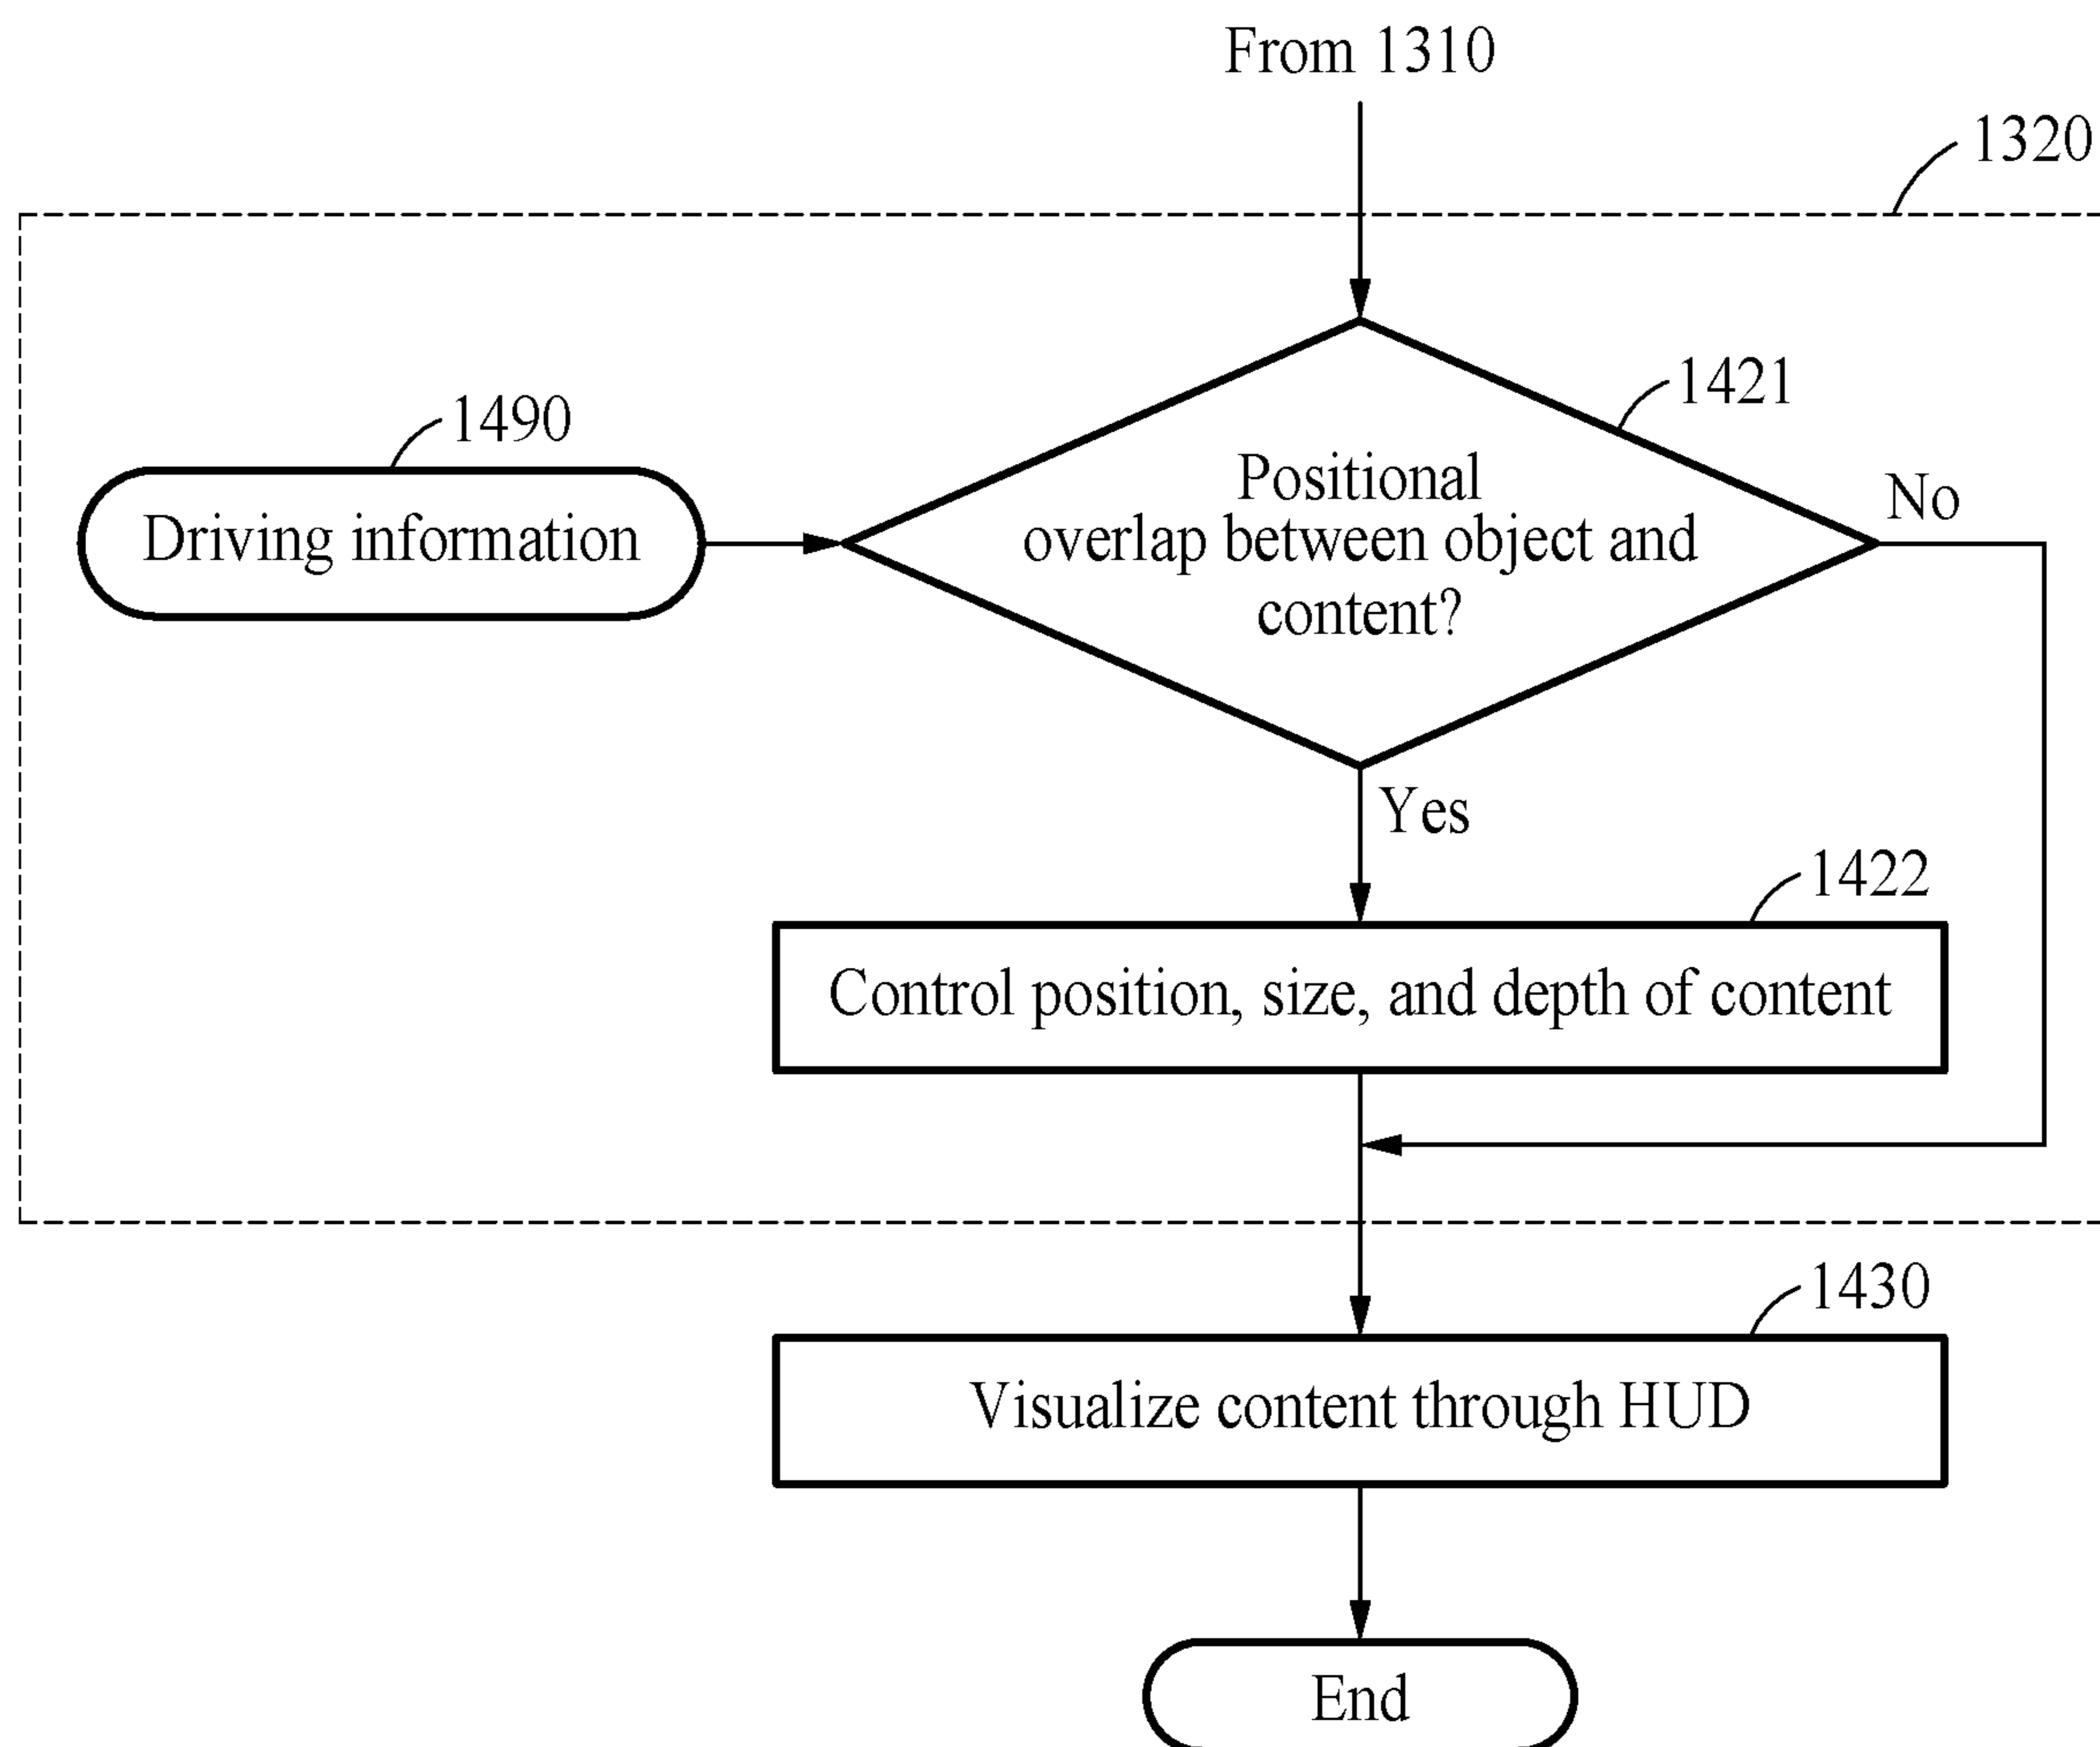 From 1310
1320
1421
1490
No
Positional
overlap between object and
content?
Driving information
Yes
1422
Control position, size, and depth of content
1430
Visualize content through HUD
End